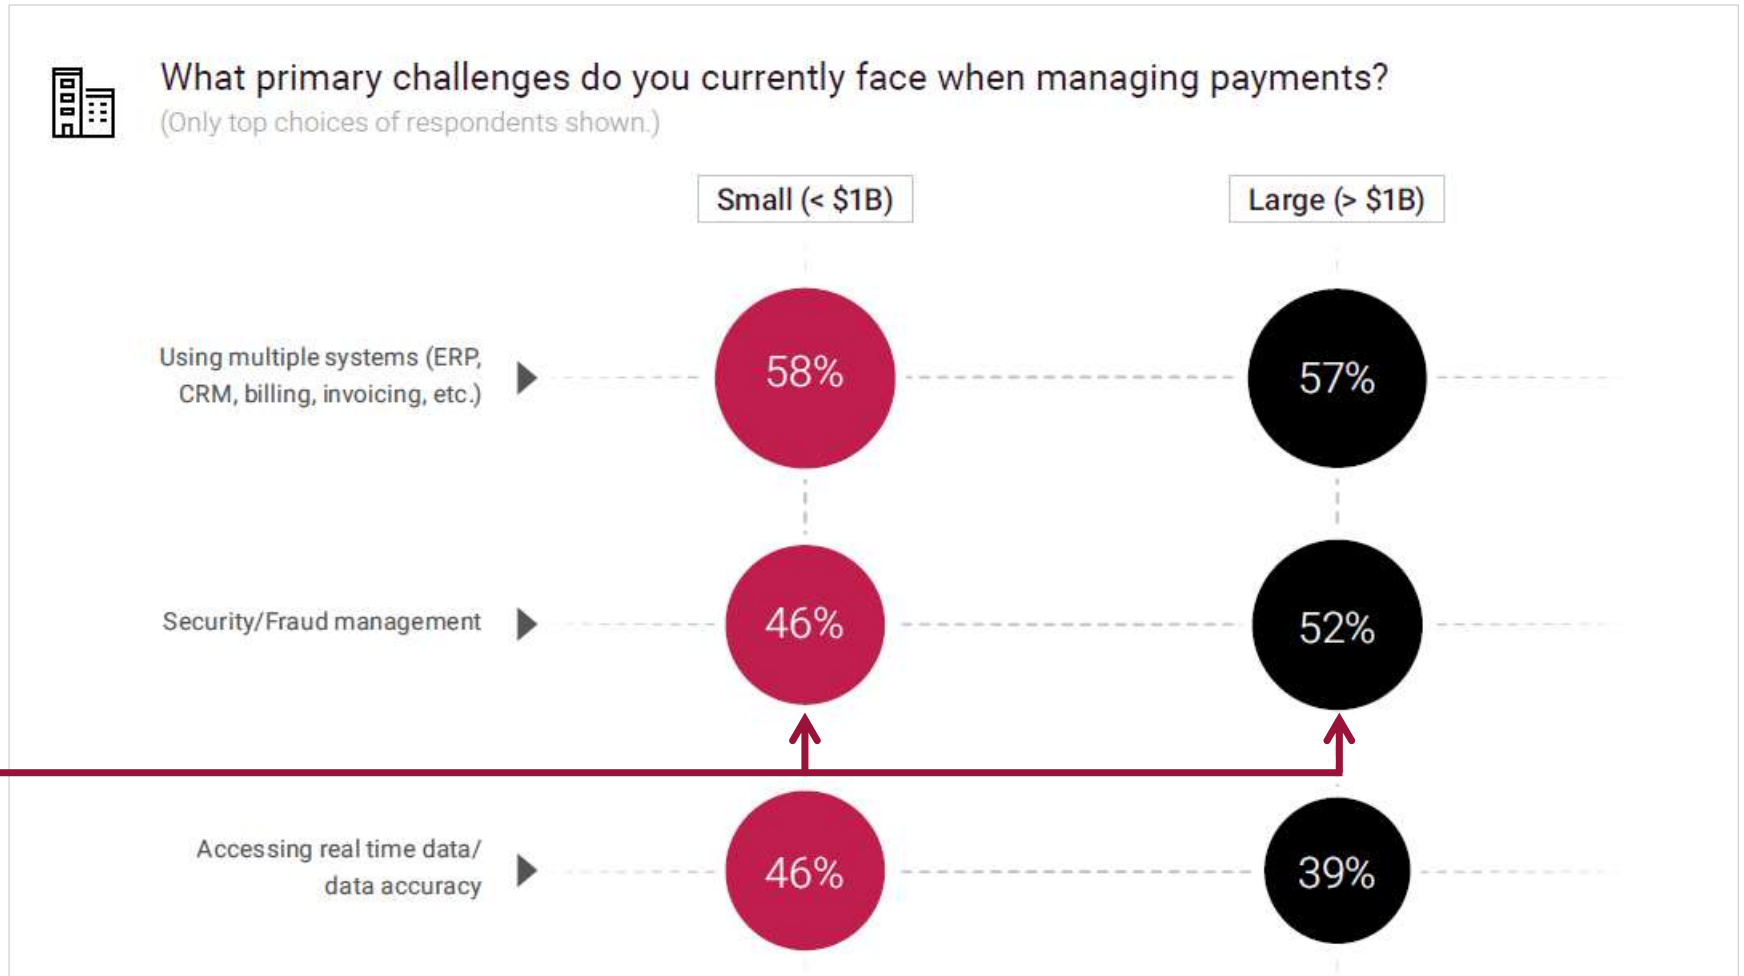 What primary challenges do you currently face when managing payments?
(Only top choices of respondents shown.)
Small (< $1B)
Large (> $1B)
Using multiple systems (ERP,
CRM, billing, invoicing, etc.)
58%
57%
Security/Fraud management
46%
52%
Accessing real time data/
data accuracy
46%
39%